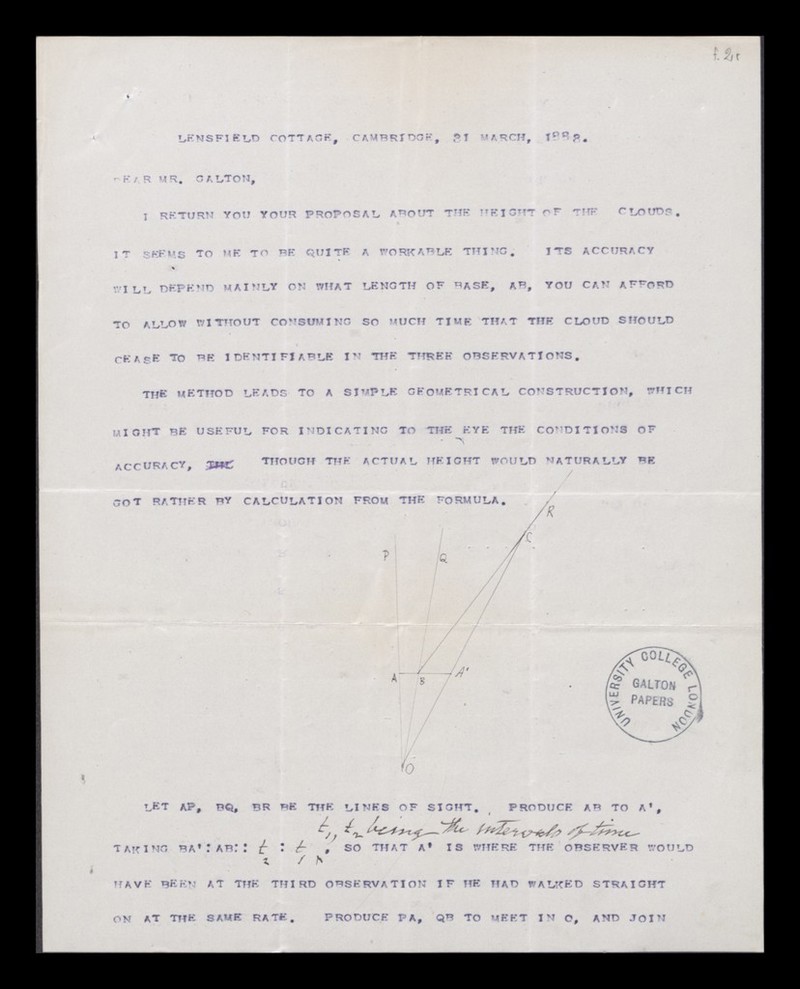 f. 2r
LENSFIELD COTTAGE, CAMBRIDGE, 31 MARCH, 1888.
DEAR MR. GALTON,
I RETURN YOU YOUR PROPOSAL ABOUT THE HEIGHT OF THE CLOUDS.
IT SEEMS TO ME TO BE QUITE A WORKABLE THING. ITS ACCURACY
WILL DEPEND MAINLY ON WHAT LENGTH OF BASE, AB, YOU CAN AFFORD
TO ALLOW WITHOUT CONSUMING SO MUCH TIME THAT THE CLOUD SHOULD
CEASE TO BE IDENTIFIABLE IN THE THREE OBSERVATIONS.
THE METHOD LEADS TO A SIMPLE GEOMETRICAL CONSTRUCTION, WHICH
MIGHT BE USEFUL FOR INDICATING TO THE EYE THE CONDITIONS OF
ACCURACY, THOUGH THE ACTUAL HEIGHT WOULD NATURALLY BE
GOT RATHER BY CALCULATION FROM THE FORMULA.
R
C
P Q
A B A'
O
UNIVERSITY COLLEGE LONDON
GALTON
PAPERS
LET AP, BQ, BR BE THE LINES OF SIGHT. PRODUCE AB TO A',
t1, t2 being the intervals of time
TAKING BA':AB:: t2 : t1, SO THAT A' IS WHERE THE OBSERVER WOULD
HAVE BEEN AT THE THIRD OBSERVATION IF HE HAD WALKED STRAIGHT
ON AT THE SAME RATE. PRODUCE PA, QB TO MEET IN O, AND JOIN